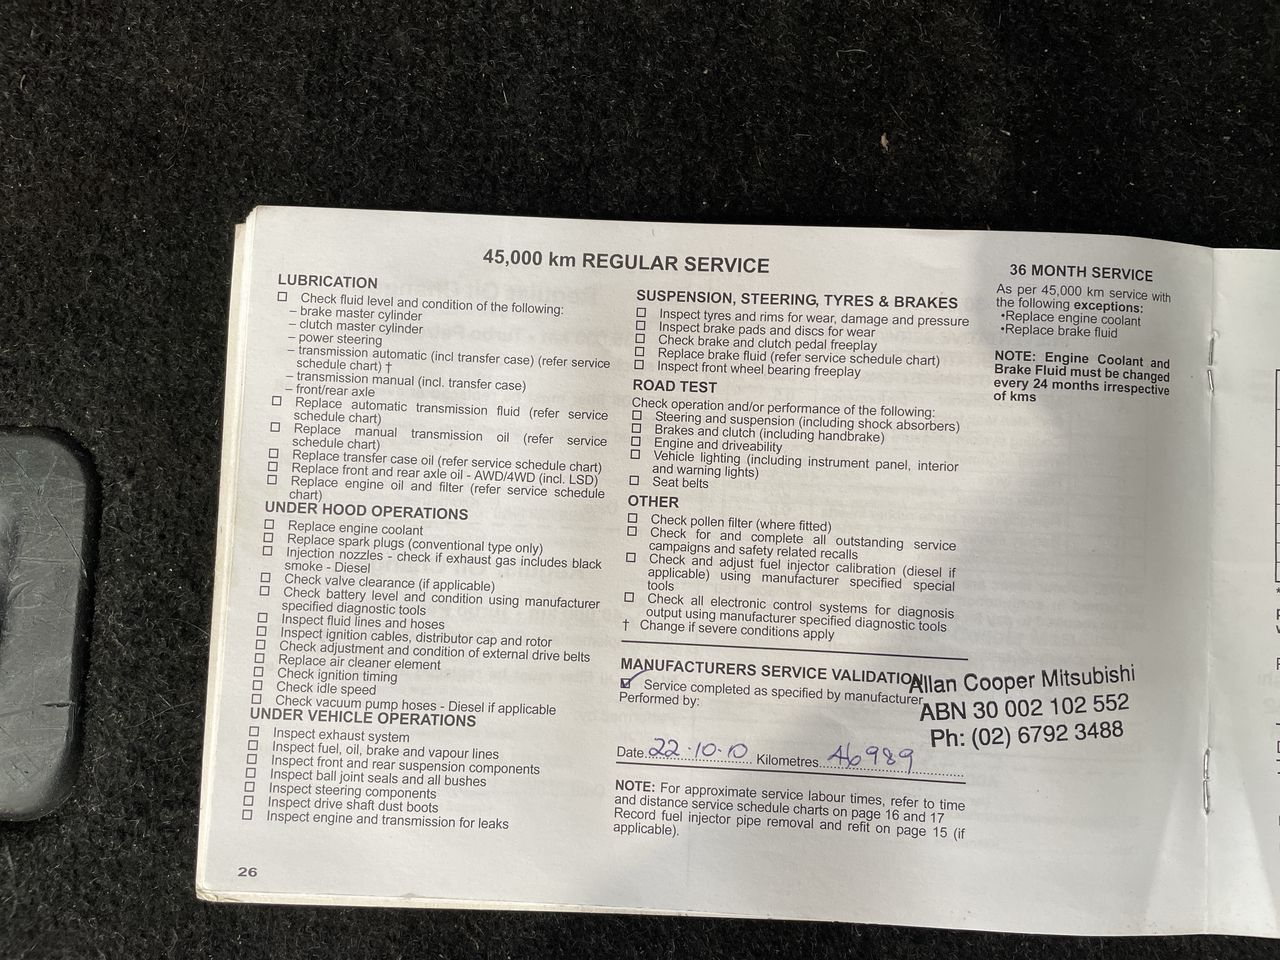 45,000 km REGULAR SERVICE
LUBRICATION
Check fluid level and condition of the following:
– brake master cylinder
– clutch master cylinder
– power steering
– transmission automatic (incl transfer case) (refer service
schedule chart) †
– transmission manual (incl. transfer case)
– front/rear axle
Replace automatic transmission fluid (refer service
schedule chart)
Replace manual transmission oil (refer service
schedule chart)
Replace transfer case oil (refer service schedule chart)
Replace front and rear axle oil - AWD/4WD (incl. LSD)
Replace engine oil and filter (refer service schedule
chart)
UNDER HOOD OPERATIONS
Replace engine coolant
Replace spark plugs (conventional type only)
Injection nozzles - check if exhaust gas includes black
smoke - Diesel
Check valve clearance (if applicable)
Check battery level and condition using manufacturer
specified diagnostic tools
Inspect fluid lines and hoses
Inspect ignition cables, distributor cap and rotor
Check adjustment and condition of external drive belts
Replace air cleaner element
Check ignition timing
Check idle speed
Check vacuum pump hoses - Diesel if applicable
UNDER VEHICLE OPERATIONS
Inspect exhaust system
Inspect fuel, oil, brake and vapour lines
Inspect front and rear suspension components
Inspect ball joint seals and all bushes
Inspect steering components
Inspect drive shaft dust boots
Inspect engine and transmission for leaks
26
SUSPENSION, STEERING, TYRES & BRAKES
Inspect tyres and rims for wear, damage and pressure
Inspect brake pads and discs for wear
Check brake and clutch pedal freeplay
Replace brake fluid (refer service schedule chart)
Inspect front wheel bearing freeplay
ROAD TEST
Check operation and/or performance of the following:
Steering and suspension (including shock absorbers)
Brakes and clutch (including handbrake)
Engine and driveability
Vehicle lighting (including instrument panel, interior
and warning lights)
Seat belts
OTHER
Check pollen filter (where fitted)
Check for and complete all outstanding service
campaigns and safety related recalls
Check and adjust fuel injector calibration (diesel if
applicable) using manufacturer specified special
tools
Check all electronic control systems for diagnosis
output using manufacturer specified diagnostic tools
† Change if severe conditions apply
MANUFACTURERS SERVICE VALIDATION
Service completed as specified by manufacturer
Performed by:
Allan Cooper Mitsubishi
ABN 30 002 102 552
Ph: (02) 6792 3488
Date 22.10.10 Kilometres 46989
NOTE: For approximate service labour times, refer to time
and distance service schedule charts on page 16 and 17
Record fuel injector pipe removal and refit on page 15 (if
applicable).
36 MONTH SERVICE
As per 45,000 km service with
the following exceptions:
•Replace engine coolant
•Replace brake fluid
NOTE: Engine Coolant and
Brake Fluid must be changed
every 24 months irrespective
of kms